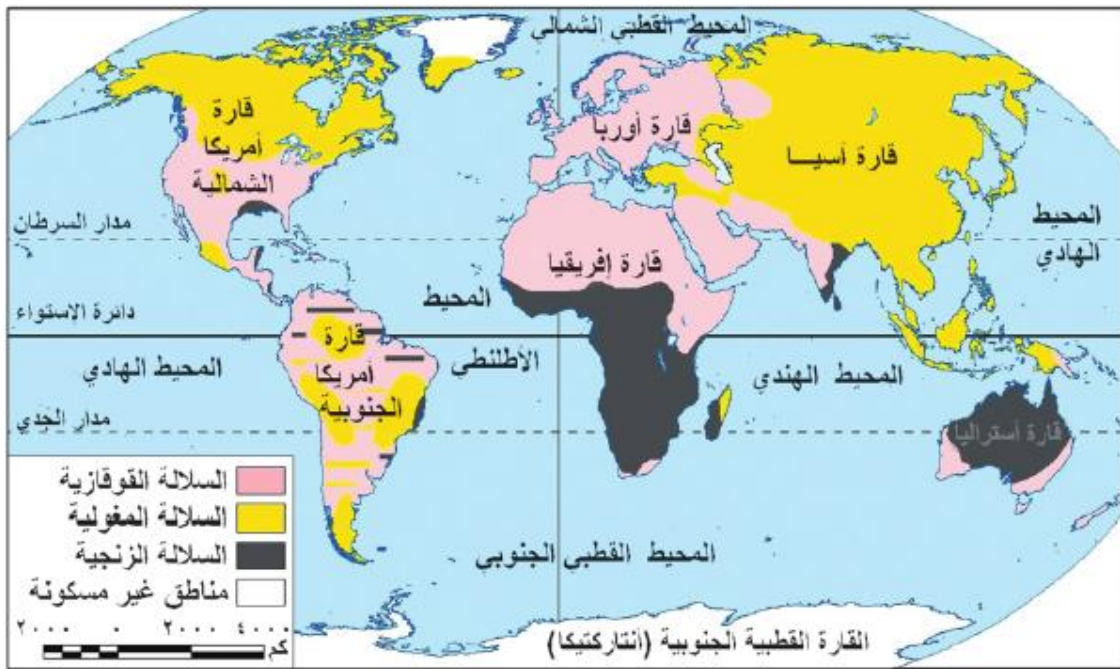 المحيط القطبي الشمالي
قارة
أمريكا
الشمالية
قارة أوربا
قارة أسيـــا
المحيط
الهادي
مدار السرطان
قارة إفريقيا
المحيط
الأطلنطي
دائرة الإستواء
قارة
أمريكا
الجنوبية
المحيط الهادي
المحيط الهندي
مدار الجدي
قارة أستراليا
السلالة القوقازية
السلالة المغولية
السلالة الزنجية
مناطق غير مسكونة
٢٠٠٠ ٠ ٢٠٠٠ ٤٠٠٠
كم
المحيط القطبي الجنوبي
القارة القطبية الجنوبية (أنتاركتيكا)